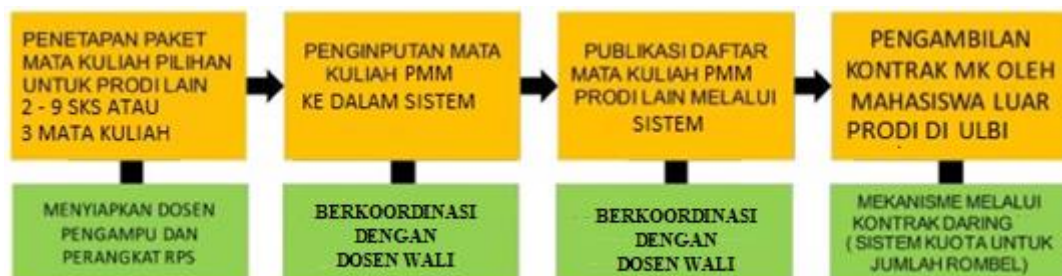 PENETAPAN PAKET
MATA KULIAH PILIHAN
UNTUK PRODI LAIN
2 - 9 SKS ATAU
3 MATA KULIAH
PENGINPUTAN MATA
KULIAH PMM
KE DALAM SISTEM
PUBLIKASI DAFTAR
MATA KULIAH PMM
PRODI LAIN MELALUI
SISTEM
PENGAMBILAN
KONTRAK MK OLEH
MAHASISWA LUAR
PRODI DI ULBI
MENYIAPKAN DOSEN
PENGAMPU DAN
PERANGKAT RPS
BERKOORDINASI
DENGAN
DOSEN WALI
BERKOORDINASI
DENGAN
DOSEN WALI
MEKANISME MELALUI
KONTRAK DARING
( SISTEM KUOTA UNTUK
JUMLAH ROMBEL)